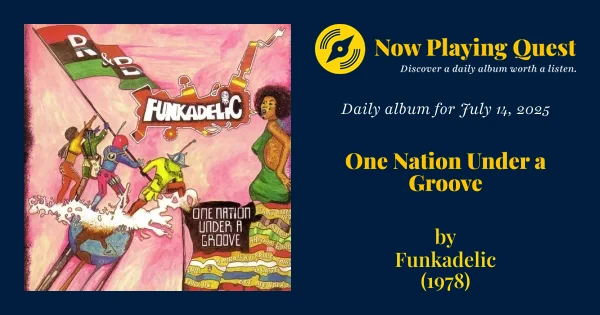 R & B
FUNKADELIC
ONE NATION
UNDER A
GROOVE
Now Playing Quest
Discover a daily album worth a listen.
Daily album for July 14, 2025
One Nation Under a
Groove
by
Funkadelic
(1978)